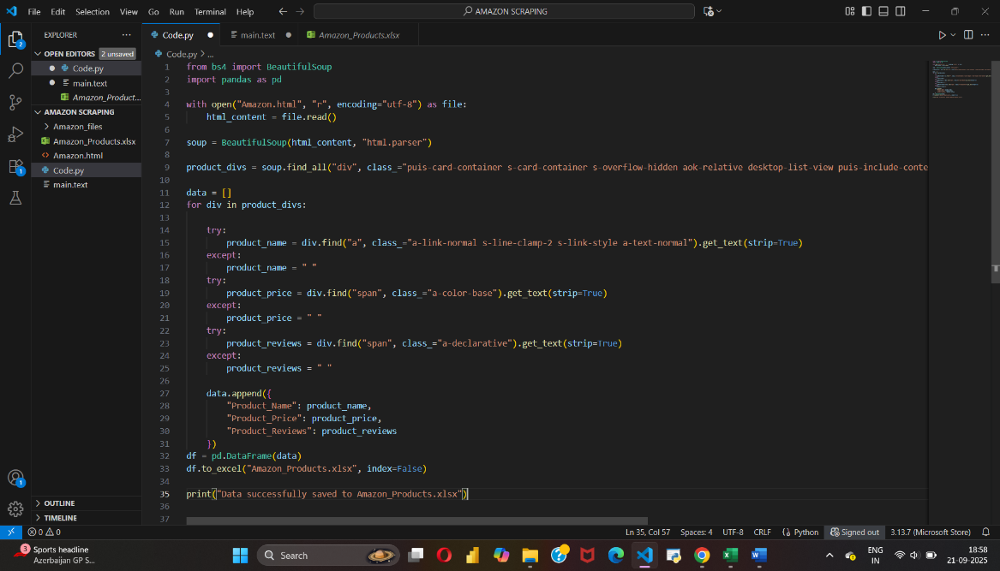 File Edit Selection View Go Run Terminal Help
AMAZON SCRAPING
EXPLORER
OPEN EDITORS 2 unsaved
Code.py
main.text
Amazon_Product...
AMAZON SCRAPING
Amazon_files
Amazon_Products.xlsx
Amazon.html
Code.py
main.text
OUTLINE
TIMELINE
2
1
1
Code.py main.text Amazon_Products.xlsx
Code.py > ...
1 from bs4 import BeautifulSoup
2 import pandas as pd
3
4 with open("Amazon.html", "r", encoding="utf-8") as file:
5     html_content = file.read()
6
7 soup = BeautifulSoup(html_content, "html.parser")
8
9 product_divs = soup.find_all("div", class_="puis-card-container s-card-container s-overflow-hidden aok-relative desktop-list-view puis-include-conte
10
11 data = []
12 for div in product_divs:
13
14     try:
15         product_name = div.find("a", class_="a-link-normal s-line-clamp-2 s-link-style a-text-normal").get_text(strip=True)
16     except:
17         product_name = " "
18     try:
19         product_price = div.find("span", class_="a-color-base").get_text(strip=True)
20     except:
21         product_price = " "
22     try:
23         product_reviews = div.find("span", class_="a-declarative").get_text(strip=True)
24     except:
25         product_reviews = " "
26
27     data.append({
28         "Product_Name": product_name,
29         "Product_Price": product_price,
30         "Product_Reviews": product_reviews
31     })
32 df = pd.DataFrame(data)
33 df.to_excel("Amazon_Products.xlsx", index=False)
34
35 print("Data successfully saved to Amazon_Products.xlsx")
36
37
0 0 Ln 35, Col 57 Spaces: 4 UTF-8 CRLF {} Python Signed out 3.13.7 (Microsoft Store)
3
Sports headline
Azerbaijan GP S...
Search
ENG
IN
18:58
21-09-2025